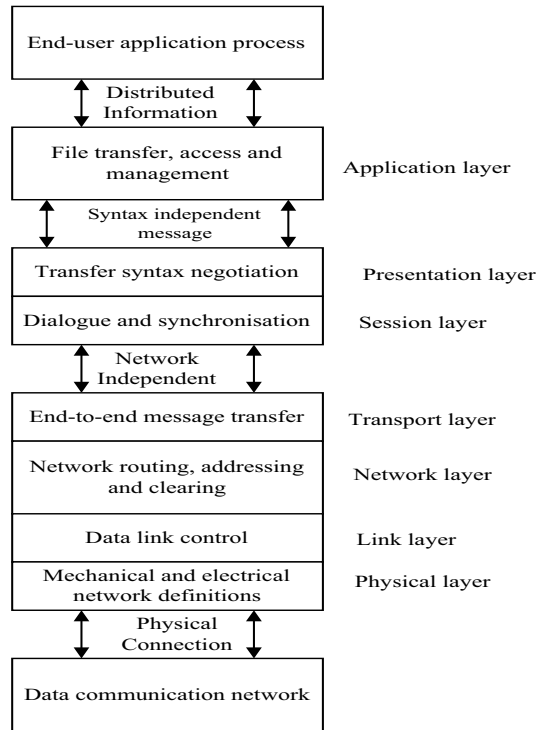 End-user application process
Distributed
Information
File transfer, access and
management
Application layer
Syntax independent
message
Transfer syntax negotiation
Presentation layer
Dialogue and synchronisation
Session layer
Network
Independent
End-to-end message transfer
Transport layer
Network routing, addressing
and clearing
Network layer
Data link control
Link layer
Mechanical and electrical
network definitions
Physical layer
Physical
Connection
Data communication network